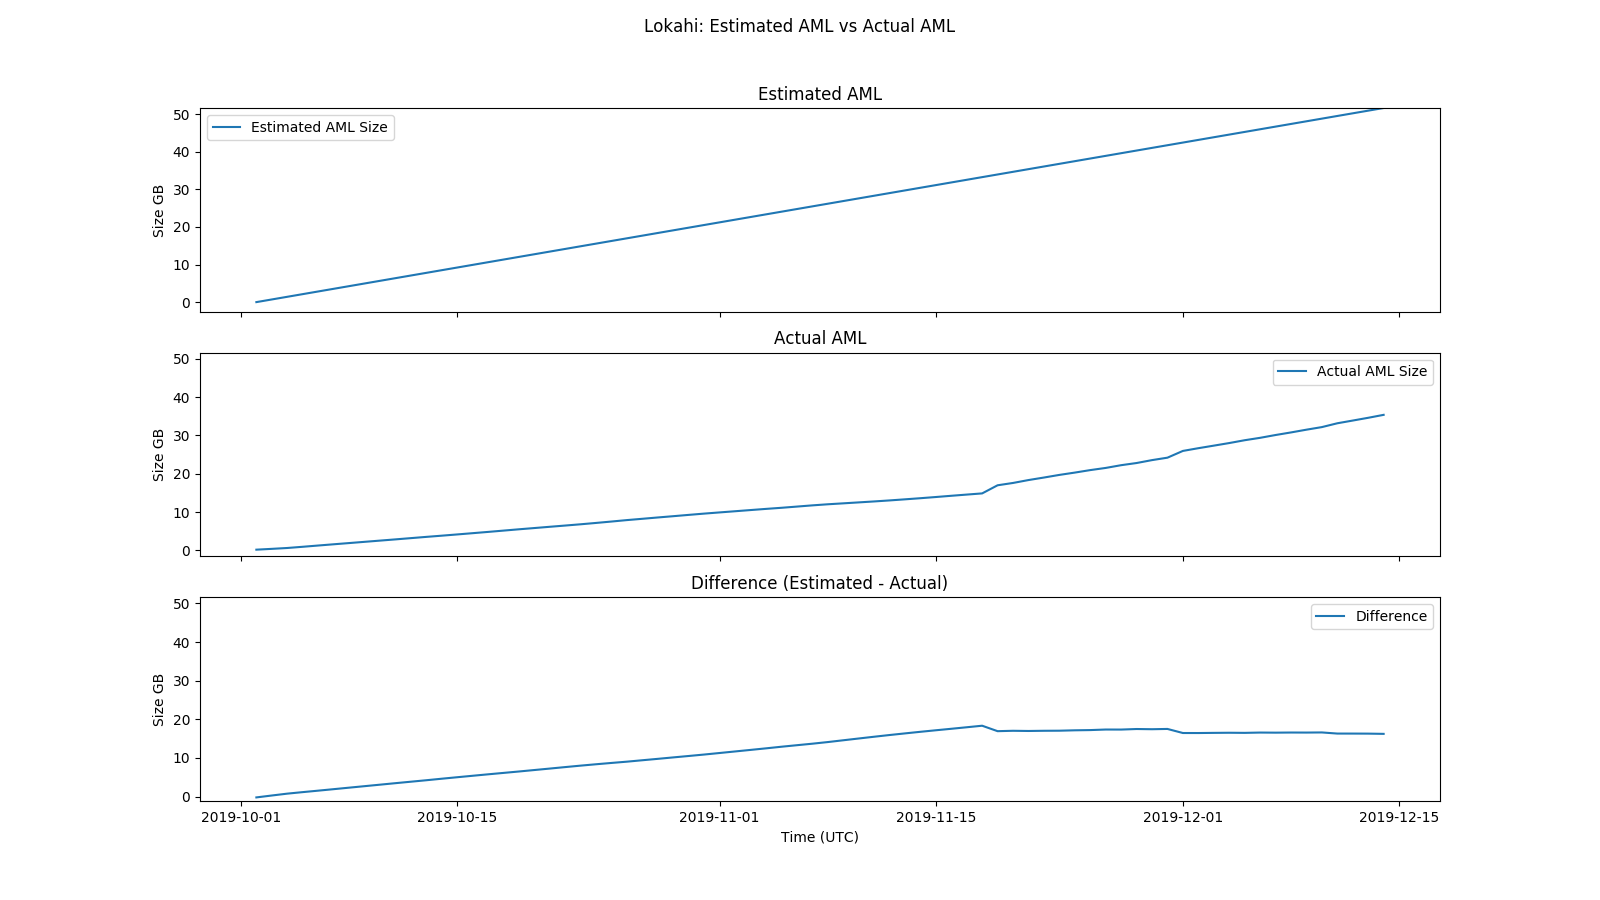 Lokahi: Estimated AML vs Actual AML
Estimated AML
Estimated AML Size
Size GB
50
40
30
20
10
0
Actual AML
Actual AML Size
Size GB
50
40
30
20
10
0
Difference (Estimated - Actual)
Difference
Size GB
50
40
30
20
10
0
2019-10-01 2019-10-15 2019-11-01 2019-11-15 2019-12-01 2019-12-15
Time (UTC)